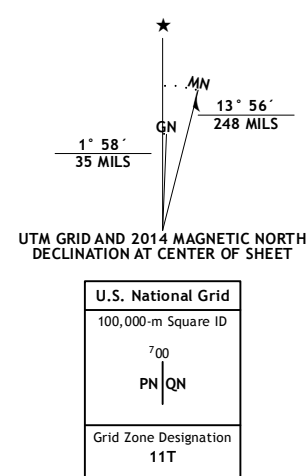 ★
MN
GN
13° 56´
248 MILS
1° 58´
35 MILS
UTM GRID AND 2014 MAGNETIC NORTH
DECLINATION AT CENTER OF SHEET
U.S. National Grid
100,000-m Square ID
⁷00
PN QN
Grid Zone Designation
11T